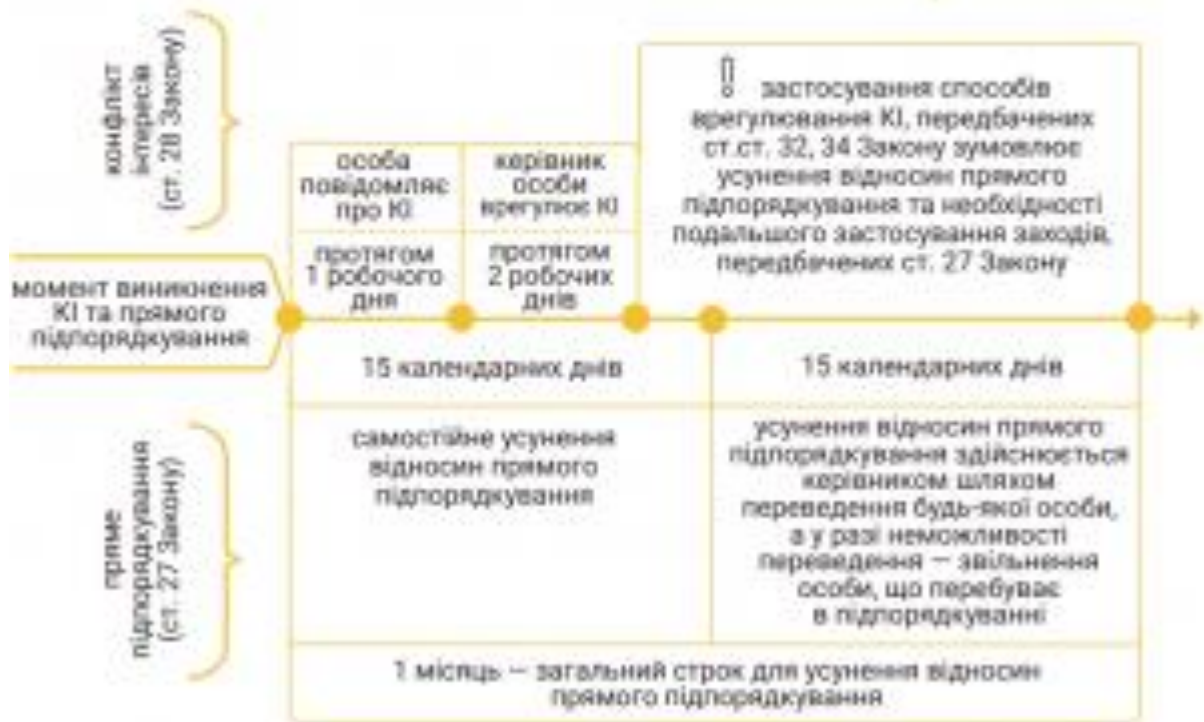 конфлікт
інтересів
(ст. 28 Закону)
застосування способів
врегулювання КІ, передбачених
ст.ст. 32, 34 Закону зумовлює
усунення відносин прямого
підпорядкування та необхідності
подальшого застосування заходів,
передбачених ст. 27 Закону
особа
повідомляє
про КІ
керівник
особи
врегулює КІ
протягом
1 робочого
дня
протягом
2 робочих
днів
момент виникнення
КІ та прямого
підпорядкування
15 календарних днів
15 календарних днів
пряме
підпорядкування
(ст. 27 Закону)
самостійне усунення
відносин прямого
підпорядкування
усунення відносин прямого
підпорядкування здійснюється
керівником шляхом
переведення будь-якої особи,
а у разі неможливості
переведення — звільнення
особи, що перебуває
в підпорядкуванні
1 місяць — загальний строк для усунення відносин
прямого підпорядкування